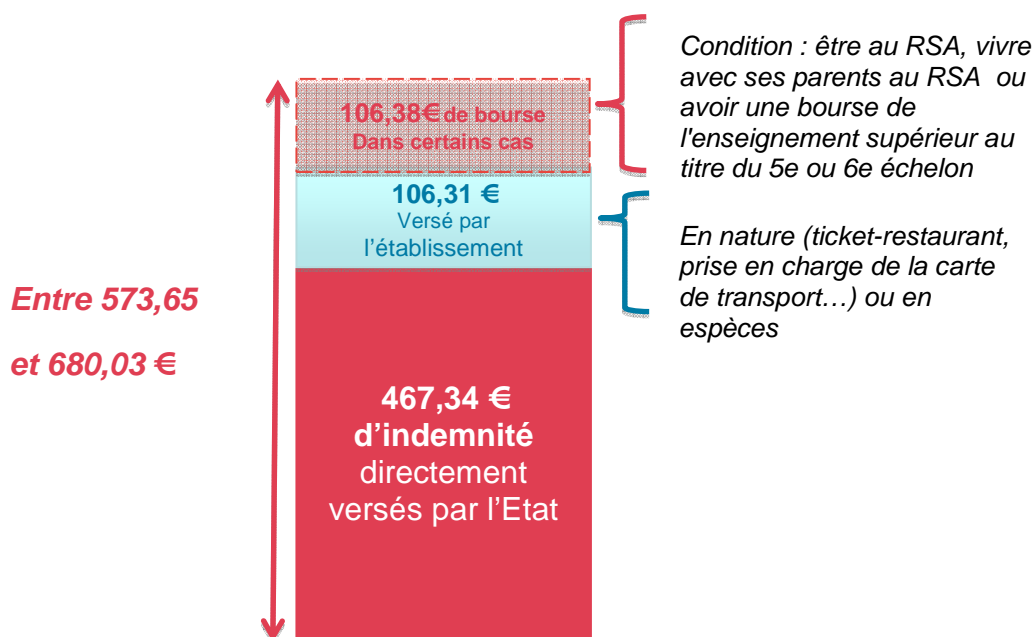 Entre 573,65
et 680,03 €
106,38€ de bourse
Dans certains cas
106,31 €
Versé par
l’établissement
467,34 €
d’indemnité
directement
versés par l’Etat
Condition : être au RSA, vivre
avec ses parents au RSA ou
avoir une bourse de
l'enseignement supérieur au
titre du 5e ou 6e échelon
En nature (ticket-restaurant,
prise en charge de la carte
de transport…) ou en
espèces